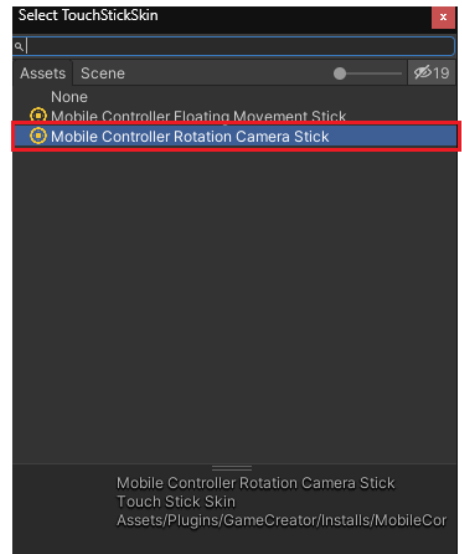 Select TouchStickSkin
x
Assets Scene 19
None
Mobile Controller Floating Movement Stick
Mobile Controller Rotation Camera Stick
Mobile Controller Rotation Camera Stick
Touch Stick Skin
Assets/Plugins/GameCreator/Installs/MobileCor